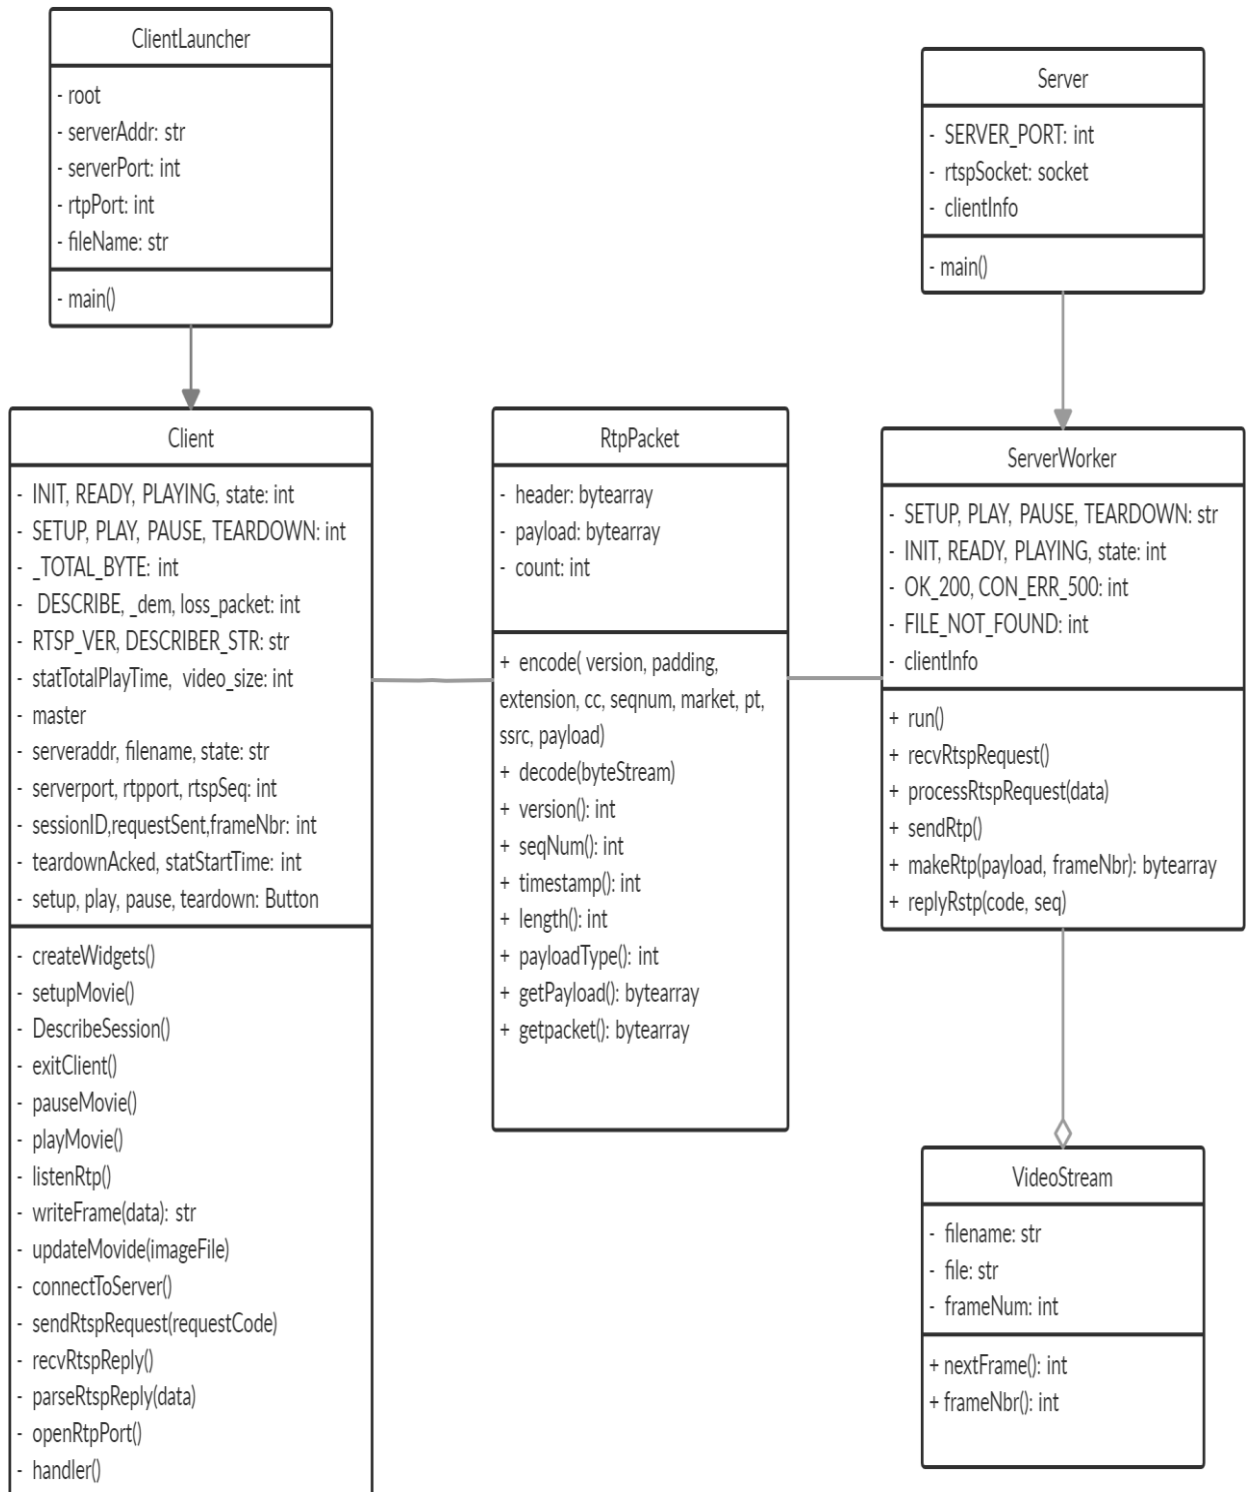 ClientLauncher
- root
- serverAddr: str
- serverPort: int
- rtpPort: int
- fileName: str
- main()
Server
- SERVER_PORT: int
- rtspSocket: socket
- clientInfo
- main()
Client
- INIT, READY, PLAYING, state: int
- SETUP, PLAY, PAUSE, TEARDOWN: int
- _TOTAL_BYTE: int
- DESCRIBE, _dem, loss_packet: int
- RTSP_VER, DESCRIBER_STR: str
- statTotalPlayTime, video_size: int
- master
- serveraddr, filename, state: str
- serverport, rtpport, rtspSeq: int
- sessionID,requestSent,frameNbr: int
- teardownAcked, statStartTime: int
- setup, play, pause, teardown: Button
- createWidgets()
- setupMovie()
- DescribeSession()
- exitClient()
- pauseMovie()
- playMovie()
- listenRtp()
- writeFrame(data): str
- updateMovide(imageFile)
- connectToServer()
- sendRtspRequest(requestCode)
- recvRtspReply()
- parseRtspReply(data)
- openRtpPort()
- handler()
RtpPacket
- header: bytearray
- payload: bytearray
- count: int
+ encode( version, padding,
extension, cc, seqnum, market, pt,
ssrc, payload)
+ decode(byteStream)
+ version(): int
+ seqNum(): int
+ timestamp(): int
+ length(): int
+ payloadType(): int
+ getPayload(): bytearray
+ getpacket(): bytearray
ServerWorker
- SETUP, PLAY, PAUSE, TEARDOWN: str
- INIT, READY, PLAYING, state: int
- OK_200, CON_ERR_500: int
- FILE_NOT_FOUND: int
- clientInfo
+ run()
+ recvRtspRequest()
+ processRtspRequest(data)
+ sendRtp()
+ makeRtp(payload, frameNbr): bytearray
+ replyRstp(code, seq)
VideoStream
- filename: str
- file: str
- frameNum: int
+ nextFrame(): int
+ frameNbr(): int